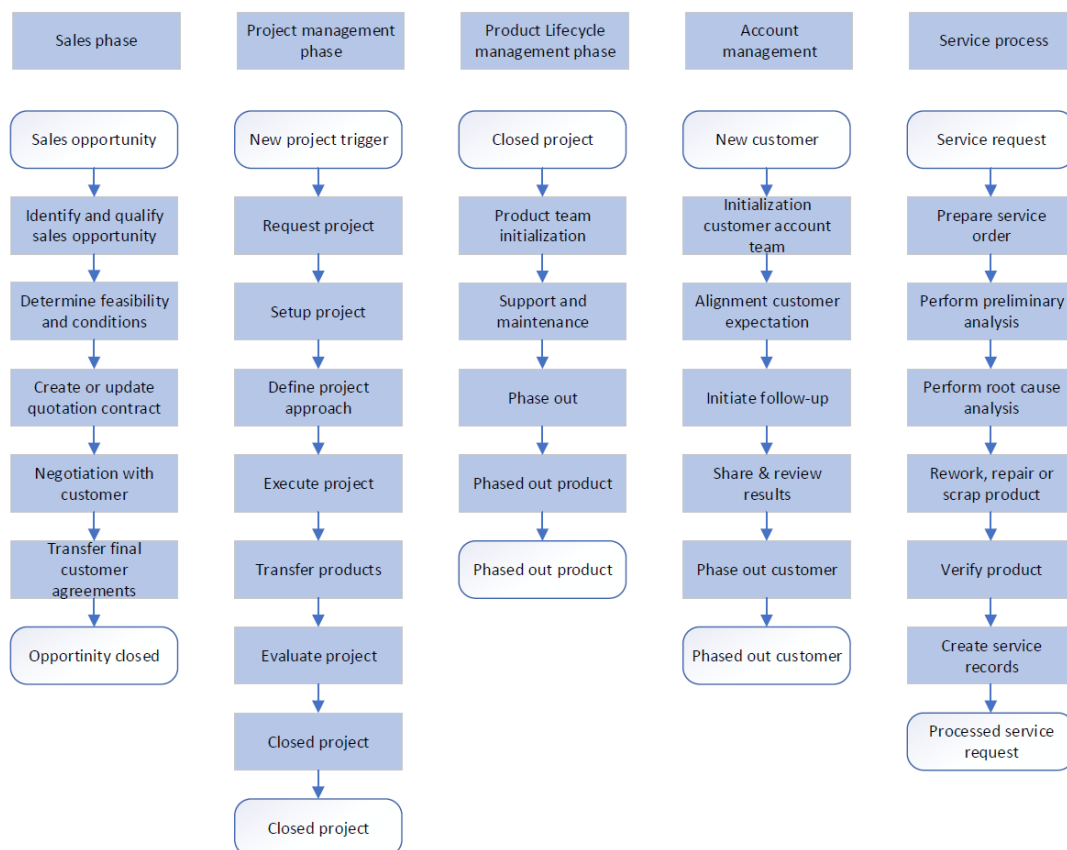 Sales phase
Project management
phase
Product Lifecycle
management phase
Account
management
Service process
Sales opportunity
Identify and qualify
sales opportunity
Determine feasibility
and conditions
Create or update
quotation contract
Negotiation with
customer
Transfer final
customer
agreements
Opportinity closed
New project trigger
Request project
Setup project
Define project
approach
Execute project
Transfer products
Evaluate project
Closed project
Closed project
Closed project
Product team
initialization
Support and
maintenance
Phase out
Phased out product
Phased out product
New customer
Initialization
customer account
team
Alignment customer
expectation
Initiate follow-up
Share & review
results
Phase out customer
Phased out customer
Service request
Prepare service
order
Perform preliminary
analysis
Perform root cause
analysis
Rework, repair or
scrap product
Verify product
Create service
records
Processed service
request